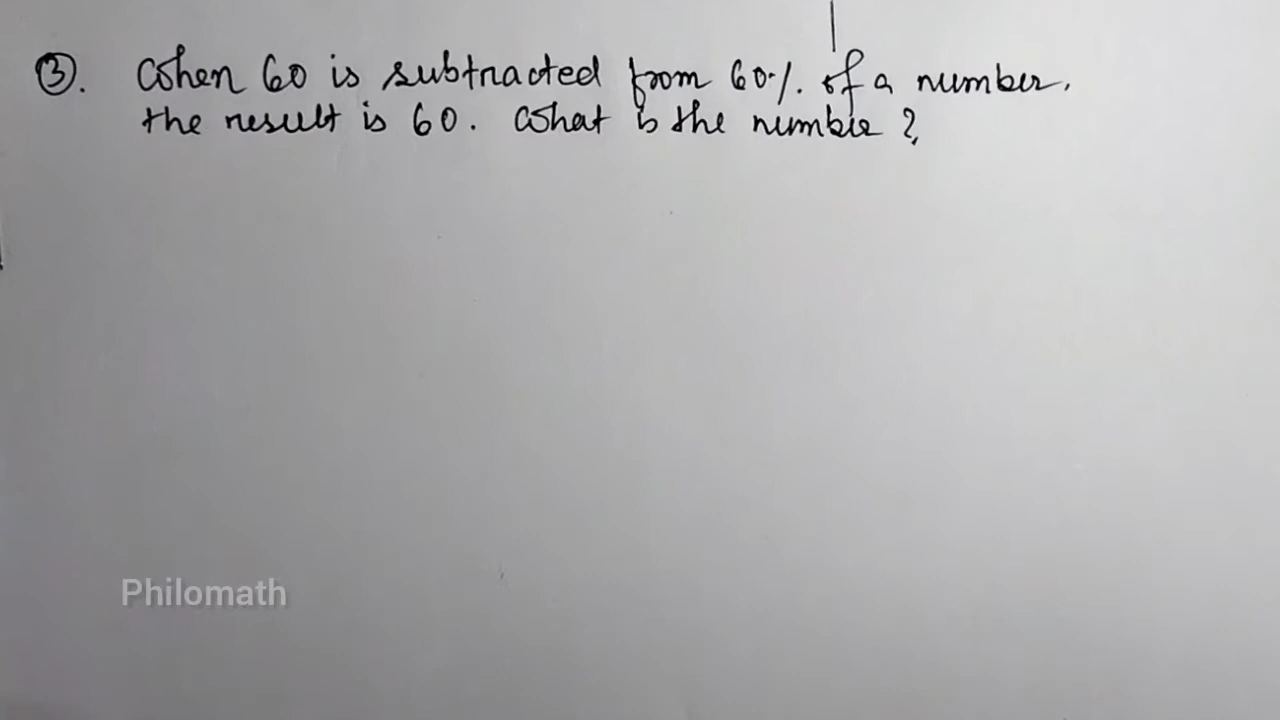 ③. When 60 is subtracted from 60% of a number.
the result is 60. What is the number?
Philomath